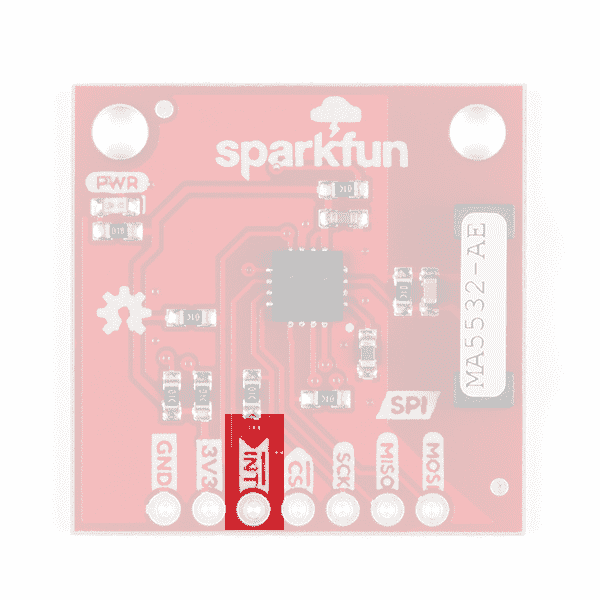 sparkfun
PWR
MA5532-AE
SPI
GND
3V3
INT
CS
SCK
MISO
MOSI